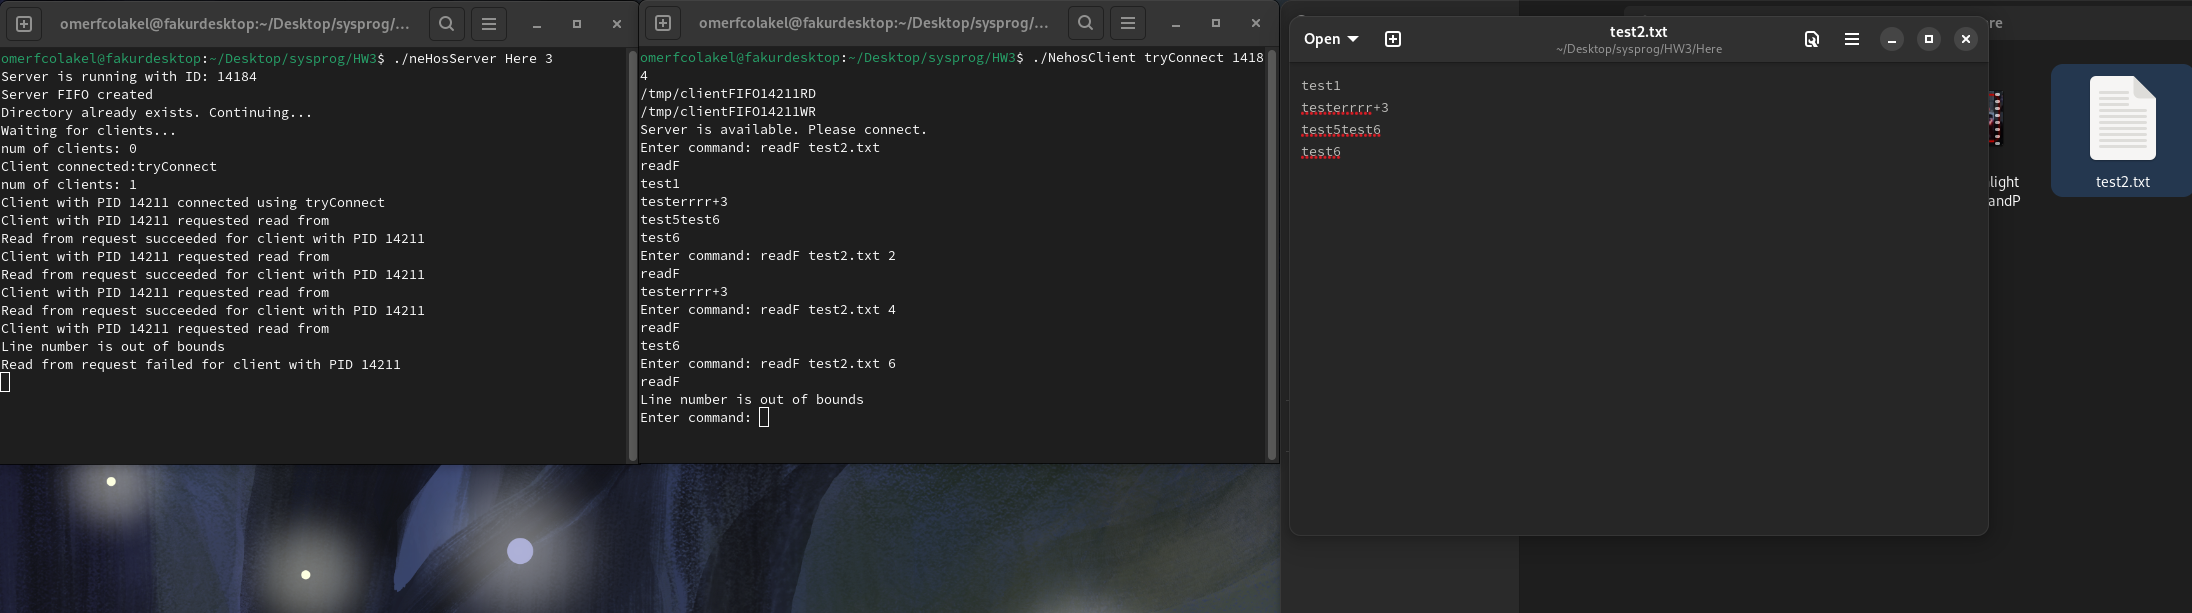 omerfcolakel@fakurdesktop:~/Desktop/sysprog/...
omerfcolakel@fakurdesktop:~/Desktop/sysprog/HW3$ ./neHosServer Here 3
Server is running with ID: 14184
Server FIFO created
Directory already exists. Continuing...
Waiting for clients...
num of clients: 0
Client connected:tryConnect
num of clients: 1
Client with PID 14211 connected using tryConnect
Client with PID 14211 requested read from
Read from request succeeded for client with PID 14211
Client with PID 14211 requested read from
Read from request succeeded for client with PID 14211
Client with PID 14211 requested read from
Read from request succeeded for client with PID 14211
Client with PID 14211 requested read from
Line number is out of bounds
Read from request failed for client with PID 14211
omerfcolakel@fakurdesktop:~/Desktop/sysprog/...
omerfcolakel@fakurdesktop:~/Desktop/sysprog/HW3$ ./NehosClient tryConnect 1418
4
/tmp/clientFIFO14211RD
/tmp/clientFIFO14211WR
Server is available. Please connect.
Enter command: readF test2.txt
readF
test1
testerrrr+3
test5test6
test6
Enter command: readF test2.txt 2
readF
testerrrr+3
Enter command: readF test2.txt 4
readF
test6
Enter command: readF test2.txt 6
readF
Line number is out of bounds
Enter command:
Open
test2.txt
~/Desktop/sysprog/HW3/Here
test1
testerrrr+3
test5test6
test6
re
light
andP
test2.txt